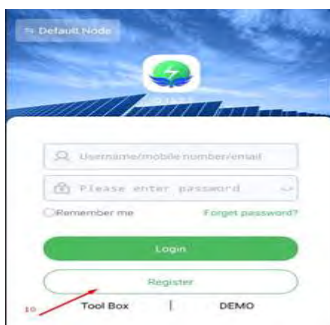 Default Node
Username/mobile number/email
Please enter password
Remember me
Forget password?
Login
Register
10
Tool Box | DEMO